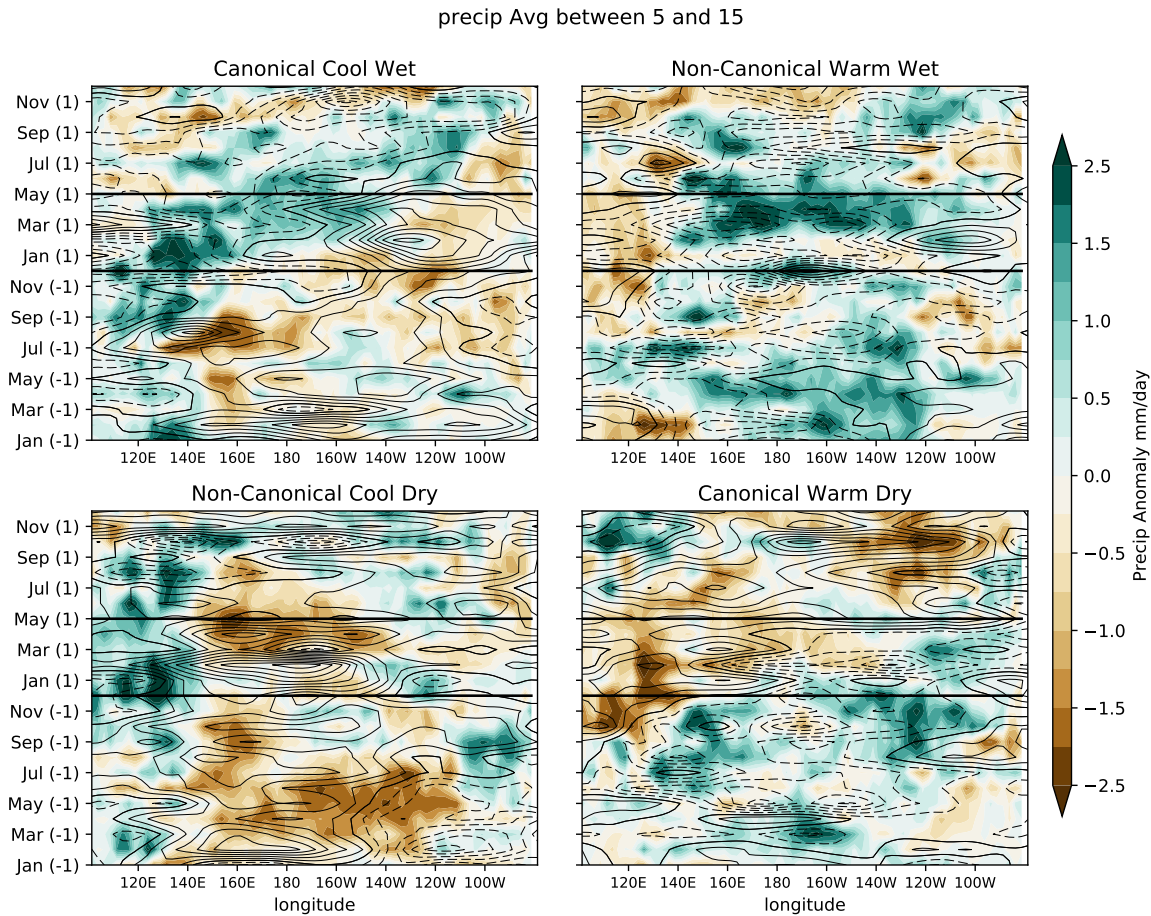 precip Avg between 5 and 15
Canonical Cool Wet
Nov (1)
Sep (1)
Jul (1)
May (1)
Mar (1)
Jan (1)
Nov (-1)
Sep (-1)
Jul (-1)
May (-1)
Mar (-1)
Jan (-1)
120E 140E 160E 180 160W 140W 120W 100W
Non-Canonical Warm Wet
120E 140E 160E 180 160W 140W 120W 100W
Non-Canonical Cool Dry
Nov (1)
Sep (1)
Jul (1)
May (1)
Mar (1)
Jan (1)
Nov (-1)
Sep (-1)
Jul (-1)
May (-1)
Mar (-1)
Jan (-1)
120E 140E 160E 180 160W 140W 120W 100W
longitude
Canonical Warm Dry
120E 140E 160E 180 160W 140W 120W 100W
longitude
2.5
1.5
1.0
0.5
0.0
−0.5
−1.0
−1.5
−2.5
Precip Anomaly mm/day